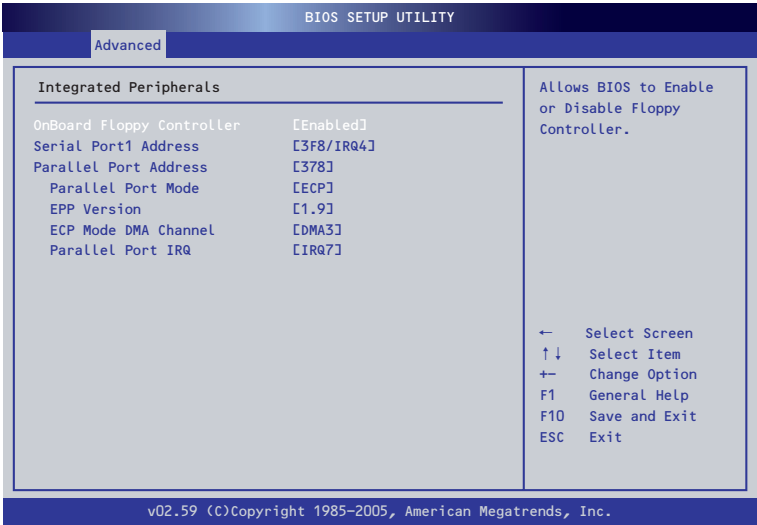 BIOS SETUP UTILITY
Advanced
Integrated Peripherals
OnBoard Floppy Controller [Enabled]
Serial Port1 Address [3F8/IRQ4]
Parallel Port Address [378]
Parallel Port Mode [ECP]
EPP Version [1.9]
ECP Mode DMA Channel [DMA3]
Parallel Port IRQ [IRQ7]
Allows BIOS to Enable
or Disable Floppy
Controller.
← Select Screen
↑↓ Select Item
+− Change Option
F1 General Help
F10 Save and Exit
ESC Exit
v02.59 (C)Copyright 1985−2005, American Megatrends, Inc.